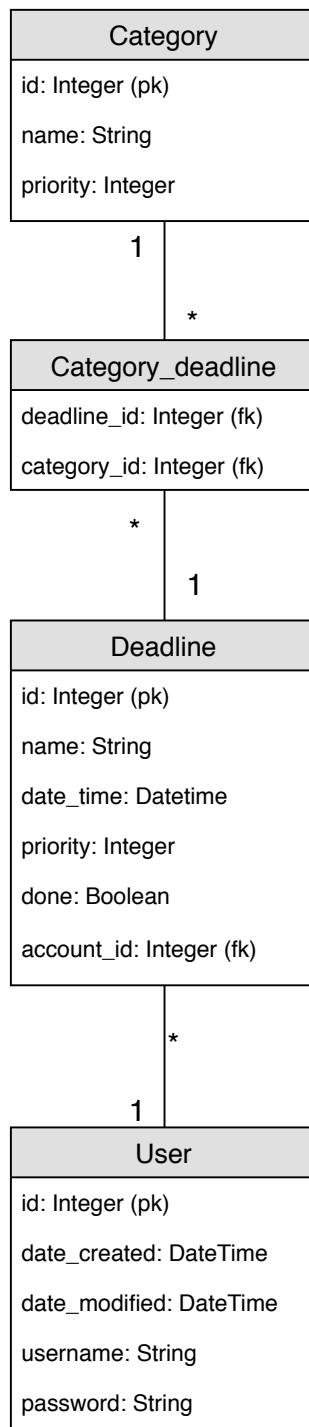 Category
id: Integer (pk)
name: String
priority: Integer
1
*
Category_deadline
deadline_id: Integer (fk)
category_id: Integer (fk)
*
1
Deadline
id: Integer (pk)
name: String
date_time: Datetime
priority: Integer
done: Boolean
account_id: Integer (fk)
*
1
User
id: Integer (pk)
date_created: DateTime
date_modified: DateTime
username: String
password: String